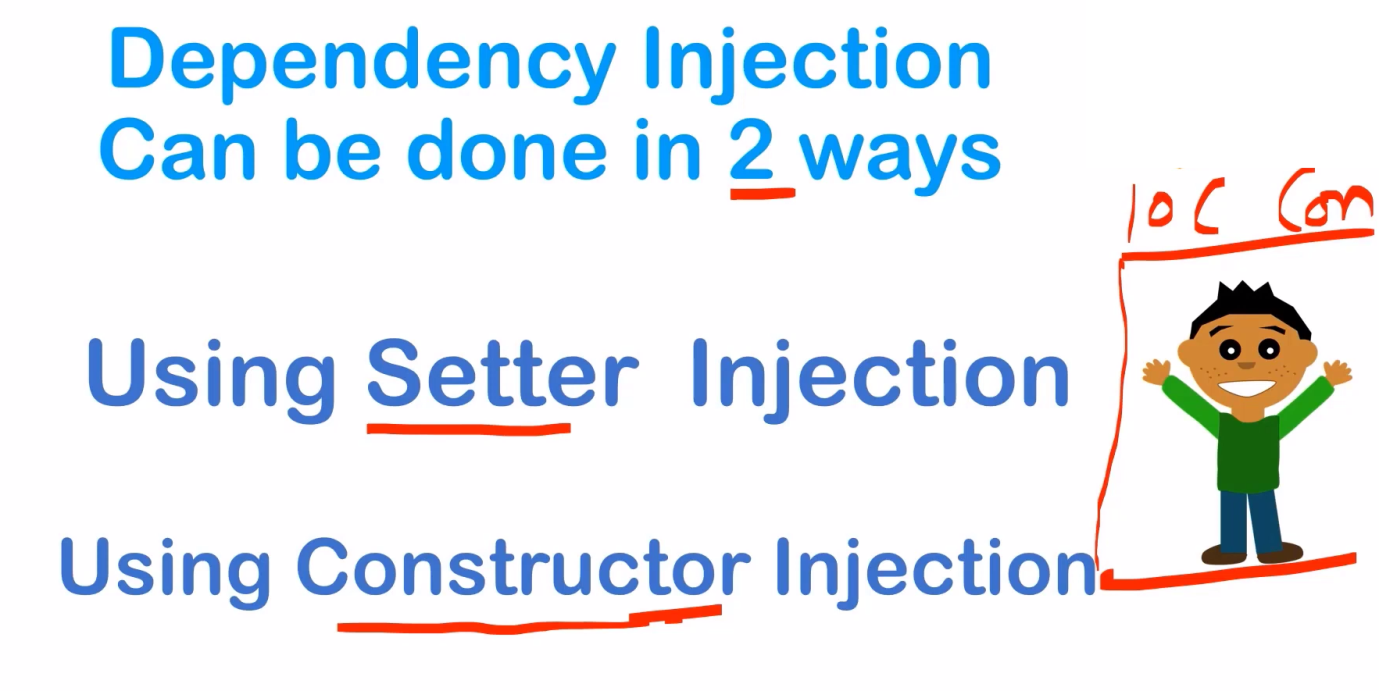 Dependency Injection
Can be done in 2 ways
IOC Con
Using Setter Injection
Using Constructor Injection